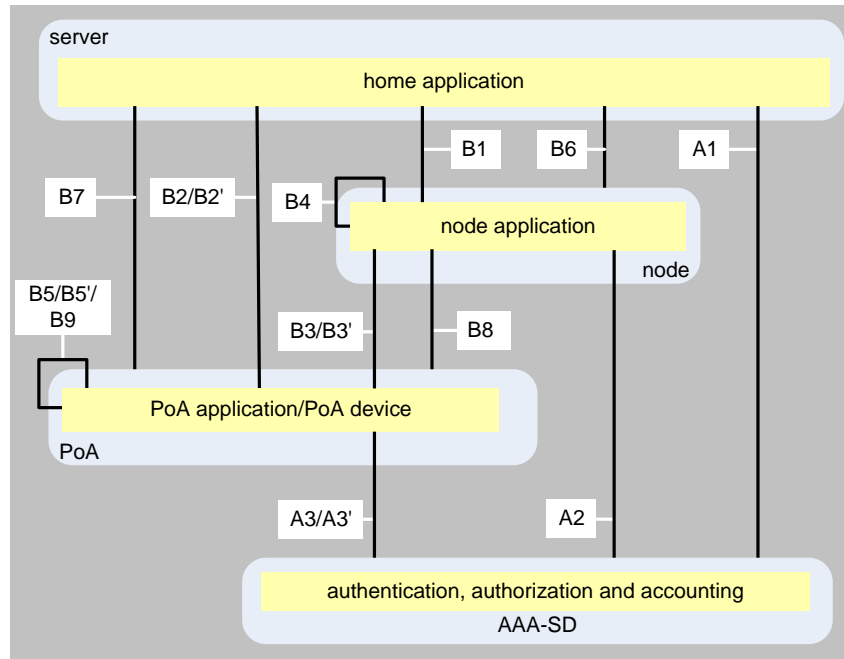 server
home application
B1
B6
A1
B7
B2/B2'
B4
node application
node
B5/B5'/
B9
B3/B3'
B8
PoA application/PoA device
PoA
A3/A3'
A2
authentication, authorization and accounting
AAA-SD